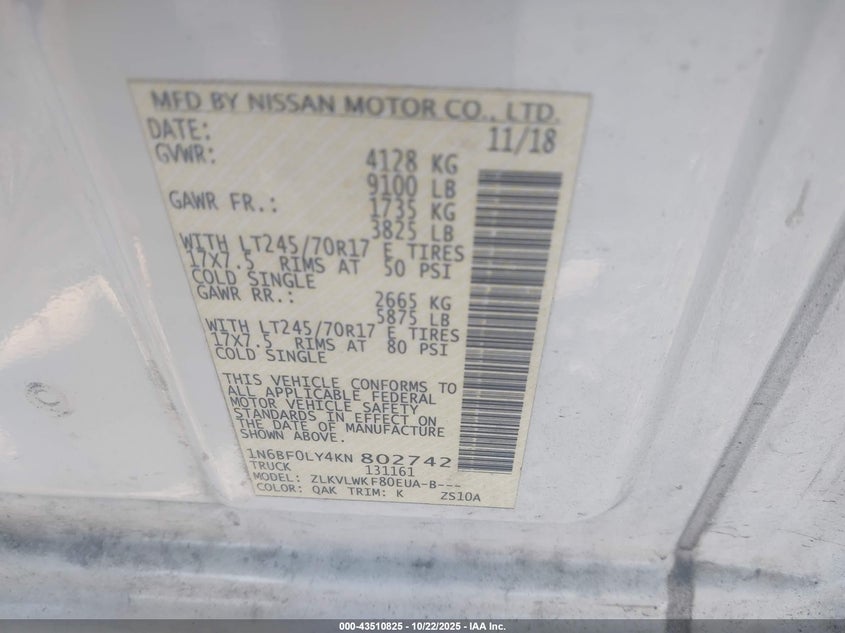 MFD BY NISSAN MOTOR CO., LTD.
DATE: 11/18
GVWR: 4128 KG
9100 LB
GAWR FR.: 1735 KG
3825 LB
WITH LT245/70R17 E TIRES
17X7.5 RIMS AT 50 PSI
COLD SINGLE
GAWR RR.: 2665 KG
5875 LB
WITH LT245/70R17 E TIRES
17X7.5 RIMS AT 80 PSI
COLD SINGLE
THIS VEHICLE CONFORMS TO
ALL APPLICABLE FEDERAL
MOTOR VEHICLE SAFETY
STANDARDS IN EFFECT ON
THE DATE OF MANUFACTURE
SHOWN ABOVE.
1N6BF0LY4KN 802742
TRUCK 131161
MODEL: ZLKVLWKF80EUA-B---
COLOR: QAK TRIM: K ZS10A
000-43510825 - 10/22/2025 - IAA Inc.